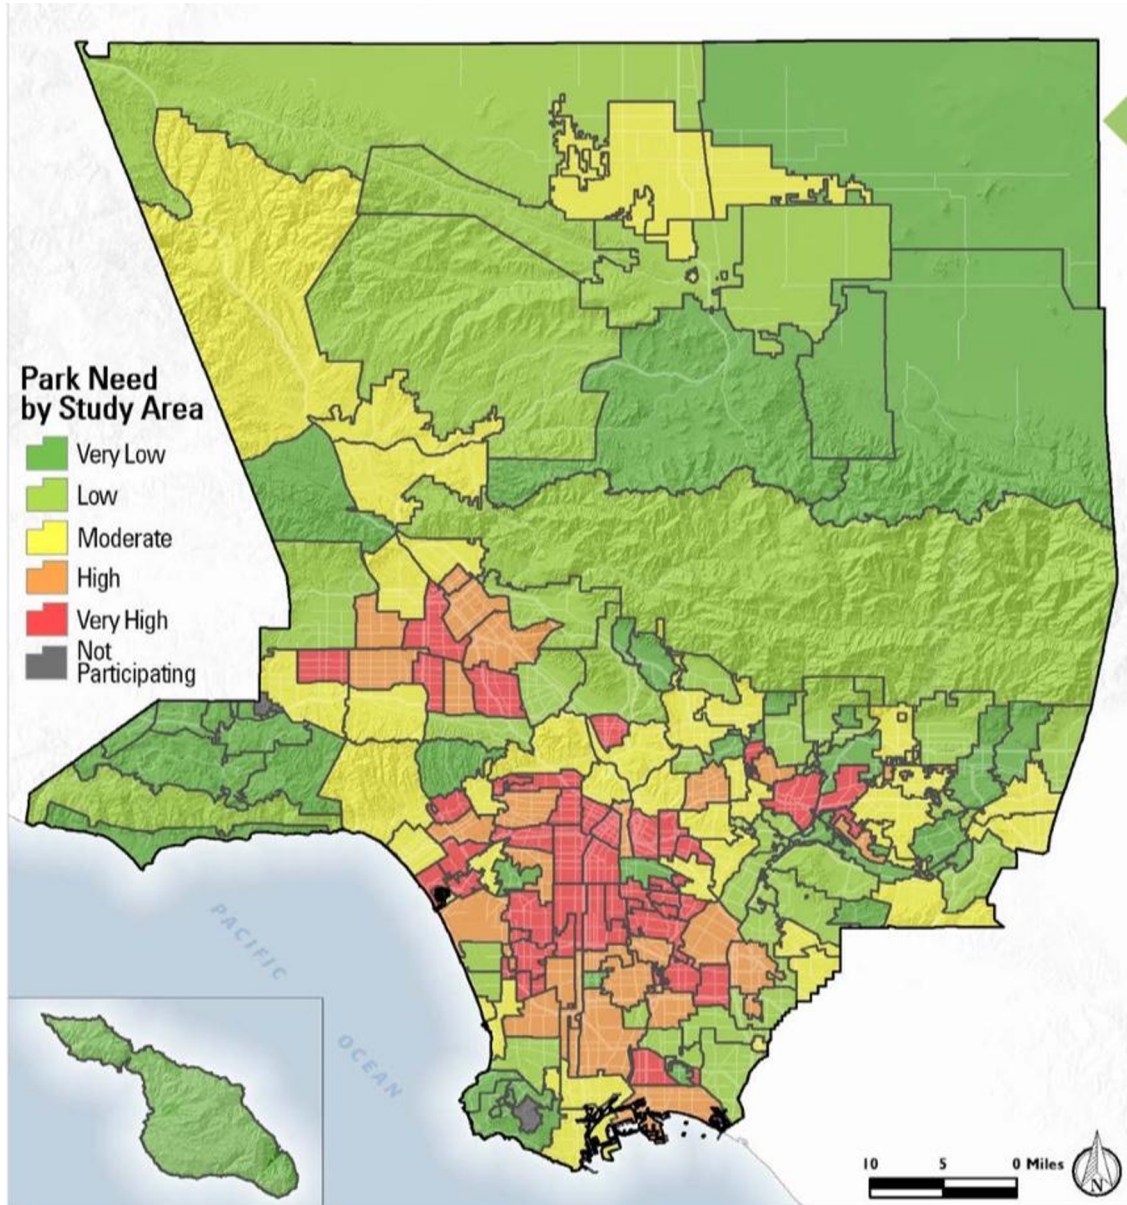 Park Need
by Study Area
Very Low
Low
Moderate
High
Very High
Not
Participating
PACIFIC
OCEAN
10 5 0 Miles
N